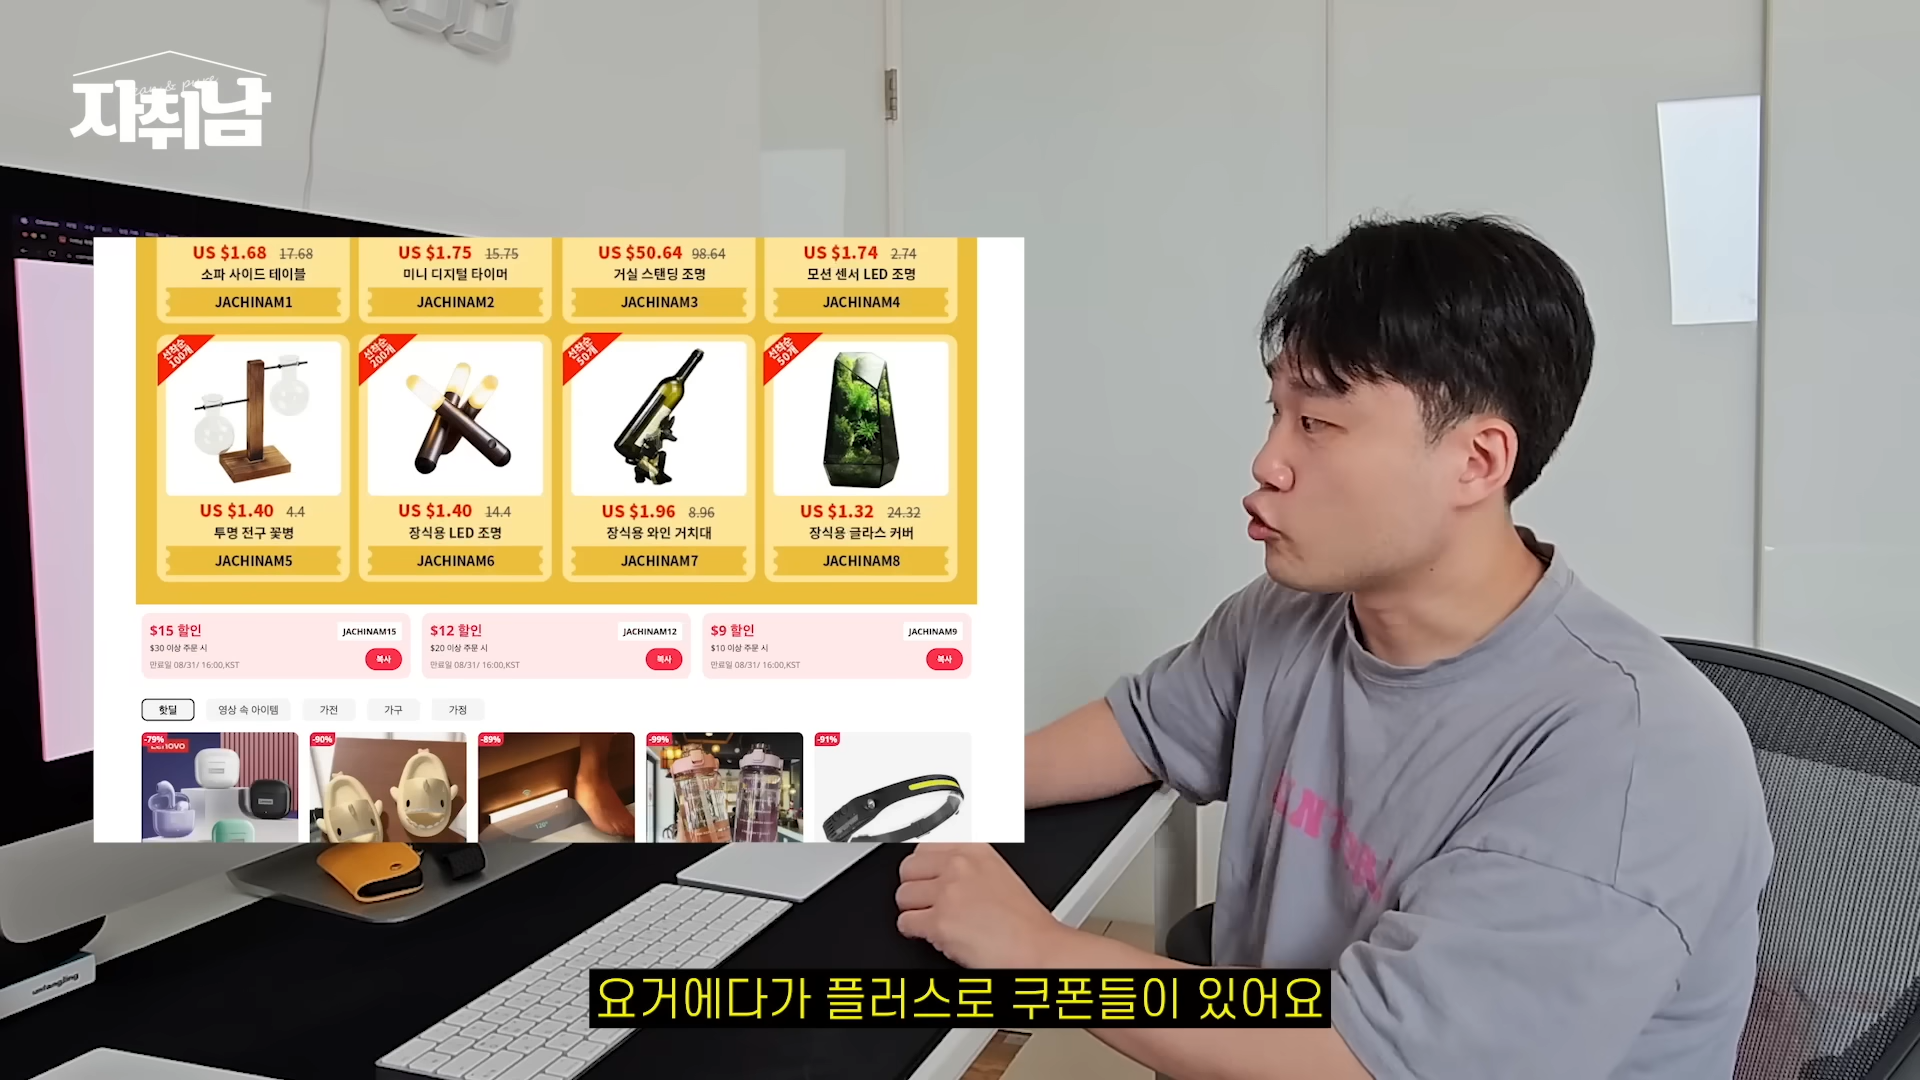 자취남
US $1.68 17.68
소파 사이드 테이블
JACHINAM1
US $1.75 15.75
미니 디지털 타이머
JACHINAM2
US $50.64 98.64
거실 스탠딩 조명
JACHINAM3
US $1.74 2.74
모션 센서 LED 조명
JACHINAM4
선착순
100개
US $1.40 4.4
투명 전구 꽃병
JACHINAM5
선착순
200개
US $1.40 14.4
장식용 LED 조명
JACHINAM6
선착순
50개
US $1.96 8.96
장식용 와인 거치대
JACHINAM7
선착순
50개
US $1.32 24.32
장식용 글라스 커버
JACHINAM8
$15 할인
JACHINAM15
$30 이상 주문 시
만료일 08/31/ 16:00,KST
복사
$12 할인
JACHINAM12
$20 이상 주문 시
만료일 08/31/ 16:00,KST
복사
$9 할인
JACHINAM9
$10 이상 주문 시
만료일 08/31/ 16:00,KST
복사
핫딜
영상 속 아이템
가전
가구
가정
-79%
Lenovo
-90%
-89%
-99%
-91%
untangling
요거에다가 플러스로 쿠폰들이 있어요